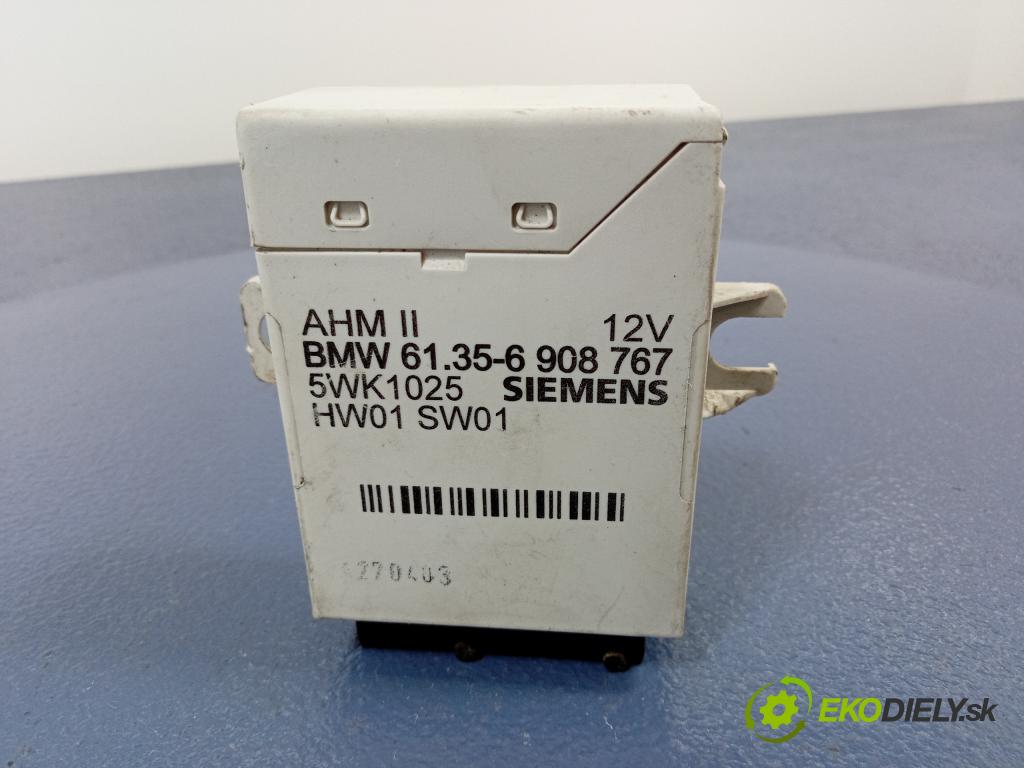 AHM II 12V
BMW 61.35-6 908 767
5WK1025 SIEMENS
HW01 SW01
EKODIELY.sk